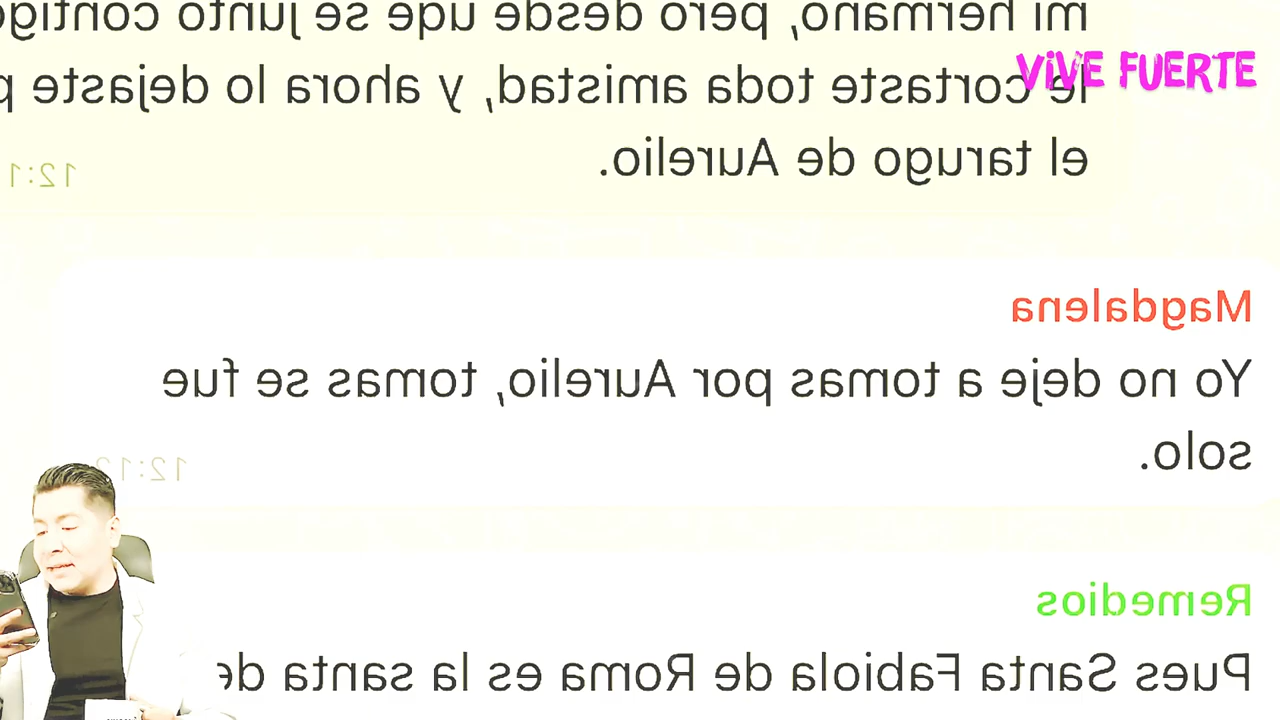 mi hermano, pero desde uqe se junto contigo
VIVE FUERTE
le cortaste toda amistad, y ahora lo dejaste
el tarugo de Aurelio.
Magdalena
Yo no deje a tomas por Aurelio, tomas se fue
solo.
Remedios
Pues Santa Fabiola de Roma es la santa de